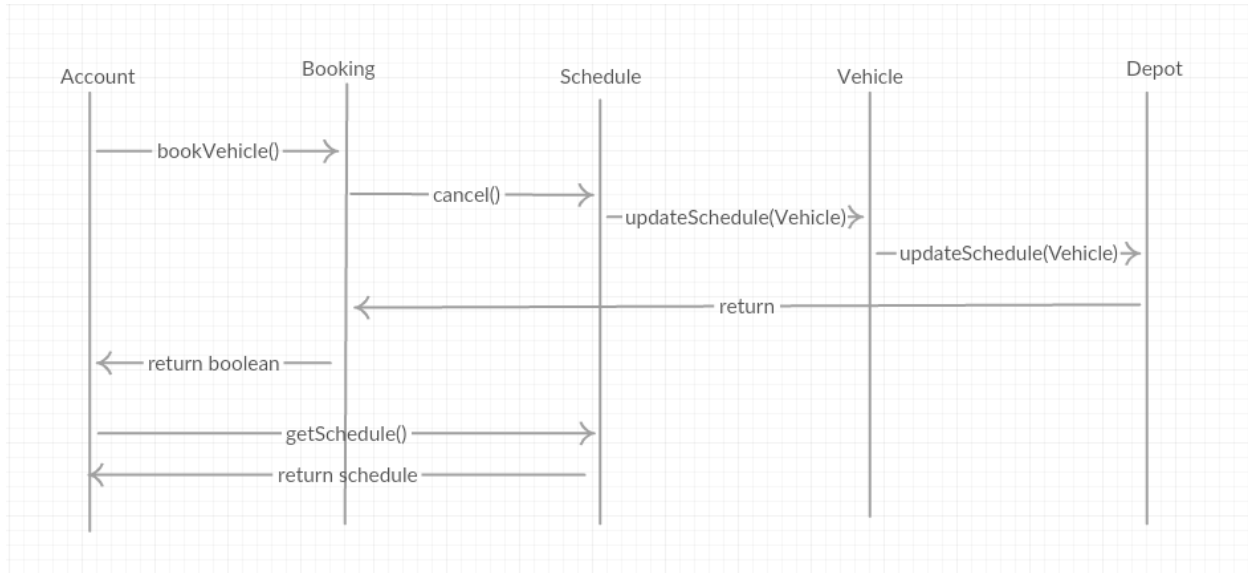 Account
Booking
Schedule
Vehicle
Depot
bookVehicle()
cancel()
updateSchedule(Vehicle)
updateSchedule(Vehicle)
return
return boolean
getSchedule()
return schedule